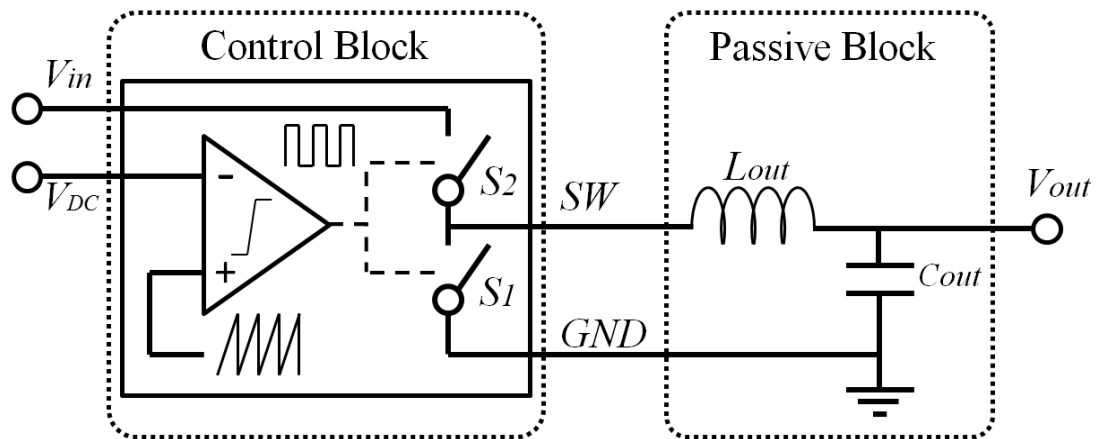 Control Block
Passive Block
Vin
VDC
-
+
S2
S1
SW
GND
Lout
Cout
Vout